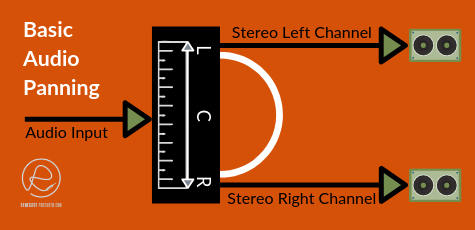 Basic
Audio
Panning
Audio Input
L
C
R
Stereo Left Channel
Stereo Right Channel